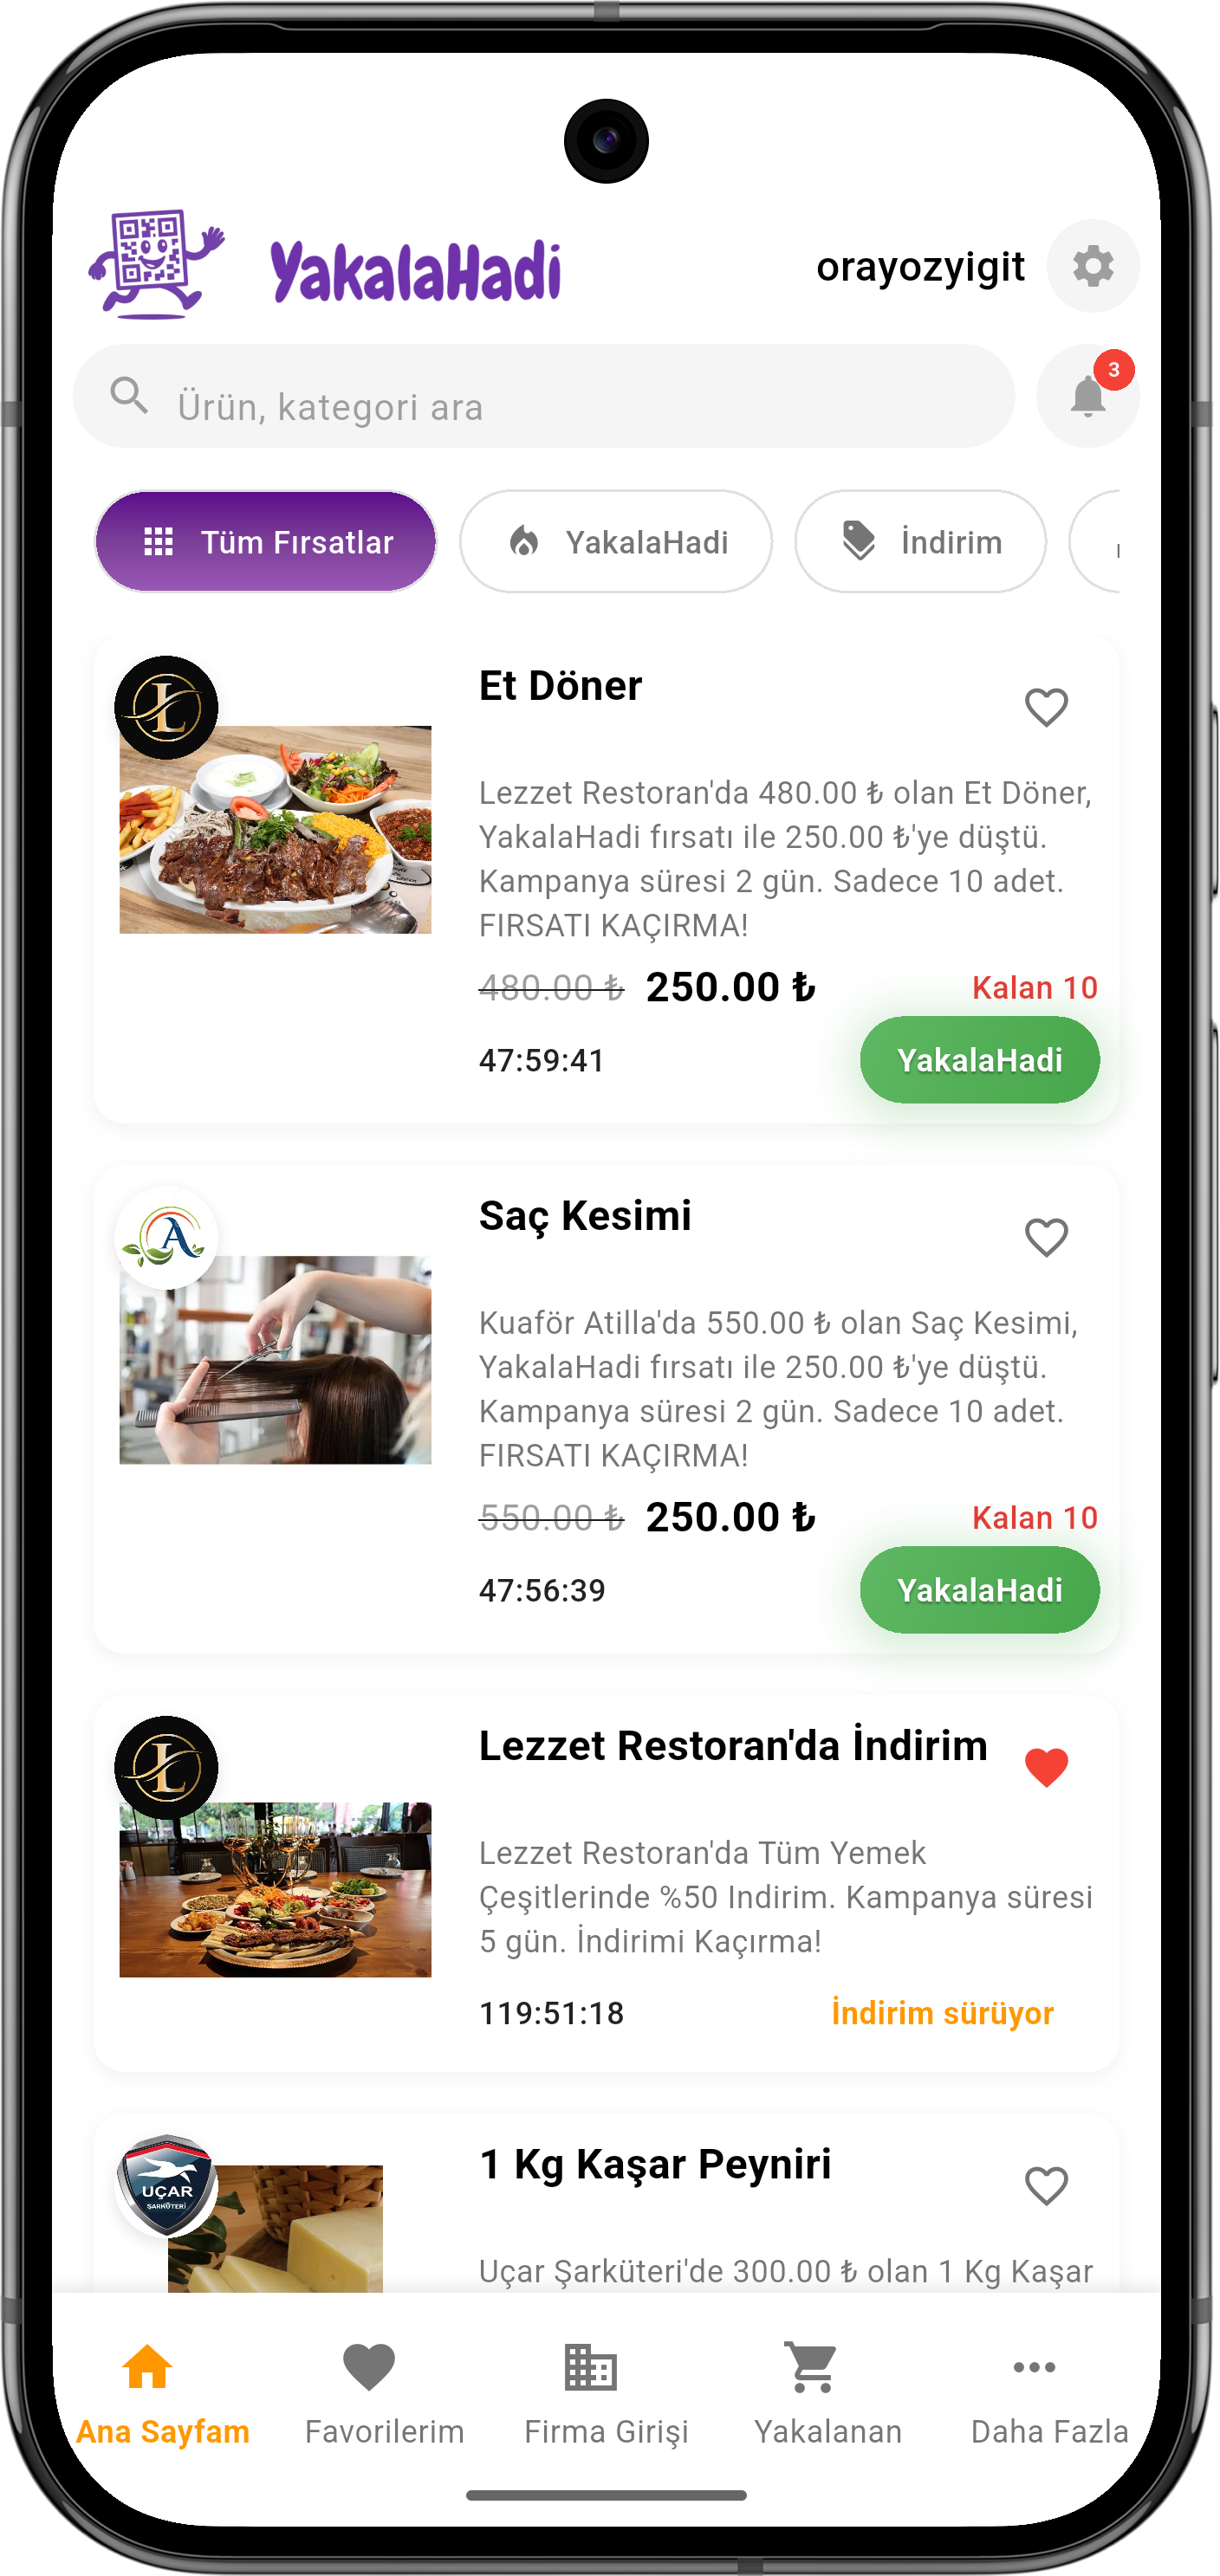 YakalaHadi
orayozyigit
Ürün, kategori ara
3
Tüm Fırsatlar
YakalaHadi
İndirim
L
Et Döner
Lezzet Restoran'da 480.00 ₺ olan Et Döner,
YakalaHadi fırsatı ile 250.00 ₺'ye düştü.
Kampanya süresi 2 gün. Sadece 10 adet.
FIRSATI KAÇIRMA!
480.00 ₺ 250.00 ₺
Kalan 10
47:59:41
YakalaHadi
A
Saç Kesimi
Kuaför Atilla'da 550.00 ₺ olan Saç Kesimi,
YakalaHadi fırsatı ile 250.00 ₺'ye düştü.
Kampanya süresi 2 gün. Sadece 10 adet.
FIRSATI KAÇIRMA!
550.00 ₺ 250.00 ₺
Kalan 10
47:56:39
YakalaHadi
L
Lezzet Restoran'da İndirim
Lezzet Restoran'da Tüm Yemek
Çeşitlerinde %50 Indirim. Kampanya süresi
5 gün. İndirimi Kaçırma!
119:51:18
İndirim sürüyor
UÇAR
ŞARKÜTERİ
1 Kg Kaşar Peyniri
Uçar Şarküteri'de 300.00 ₺ olan 1 Kg Kaşar
Ana Sayfam
Favorilerim
Firma Girişi
Yakalanan
Daha Fazla